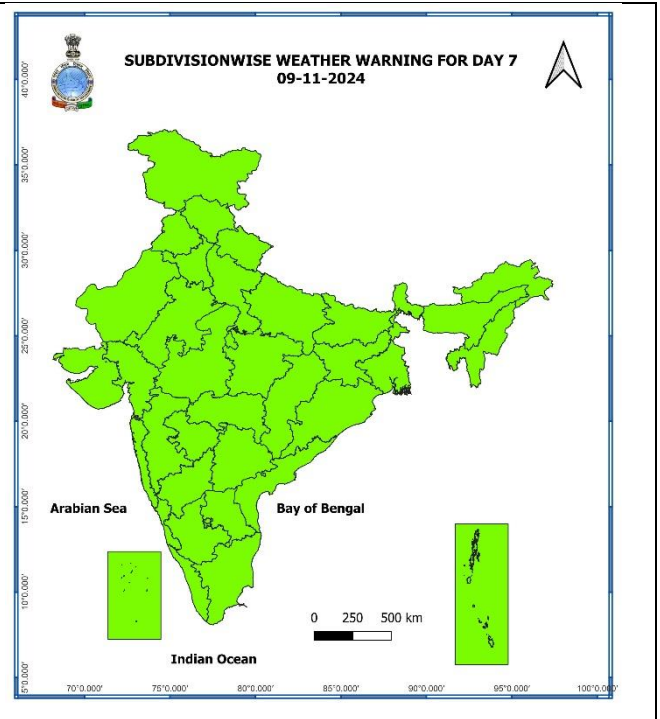 SUBDIVISIONWISE WEATHER WARNING FOR DAY 7
09-11-2024
40°0.000'
35°0.000'
30°0.000'
25°0.000'
20°0.000'
15°0.000'
10°0.000'
5°0.000'
Arabian Sea
Bay of Bengal
0 250 500 km
Indian Ocean
70°0.000' 75°0.000' 80°0.000' 85°0.000' 90°0.000' 95°0.000' 100°0.000'